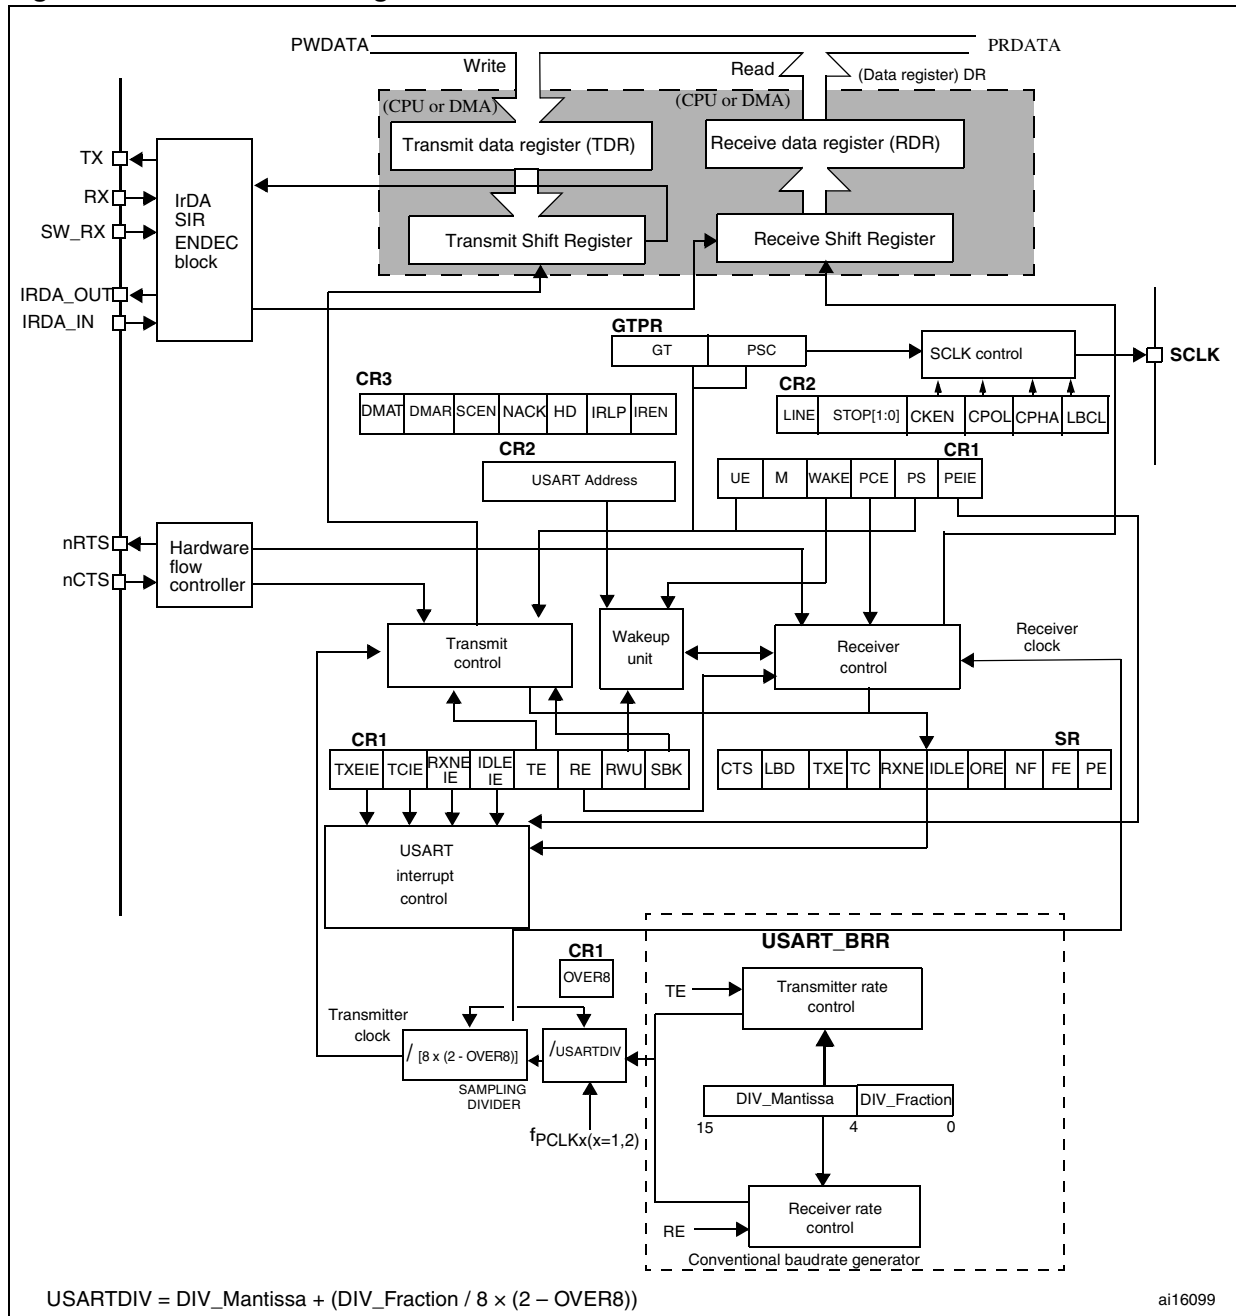 PWDATA
PRDATA
Write
Read
(Data register) DR
(CPU or DMA)
(CPU or DMA)
Transmit data register (TDR)
Receive data register (RDR)
TX
RX
SW_RX
IRDA_OUT
IRDA_IN
IrDA
SIR
ENDEC
block
Transmit Shift Register
Receive Shift Register
GTPR
GT
PSC
SCLK control
SCLK
CR3
DMAT
DMAR
SCEN
NACK
HD
IRLP
IREN
CR2
LINE
STOP[1:0]
CKEN
CPOL
CPHA
LBCL
CR2
USART Address
CR1
UE
M
WAKE
PCE
PS
PEIE
nRTS
nCTS
Hardware
flow
controller
Transmit
control
Wakeup
unit
Receiver
control
Receiver
clock
CR1
TXEIE
TCIE
RXNE
IE
IDLE
IE
TE
RE
RWU
SBK
SR
CTS
LBD
TXE
TC
RXNE
IDLE
ORE
NF
FE
PE
USART
interrupt
control
USART_BRR
CR1
OVER8
TE
Transmitter rate
control
Transmitter
clock
/ [8 x (2 - OVER8)]
/USARTDIV
SAMPLING
DIVIDER
fPCLKx(x=1,2)
DIV_Mantissa
DIV_Fraction
15
4
0
RE
Receiver rate
control
Conventional baudrate generator
USARTDIV = DIV_Mantissa + (DIV_Fraction / 8 × (2 – OVER8))
ai16099